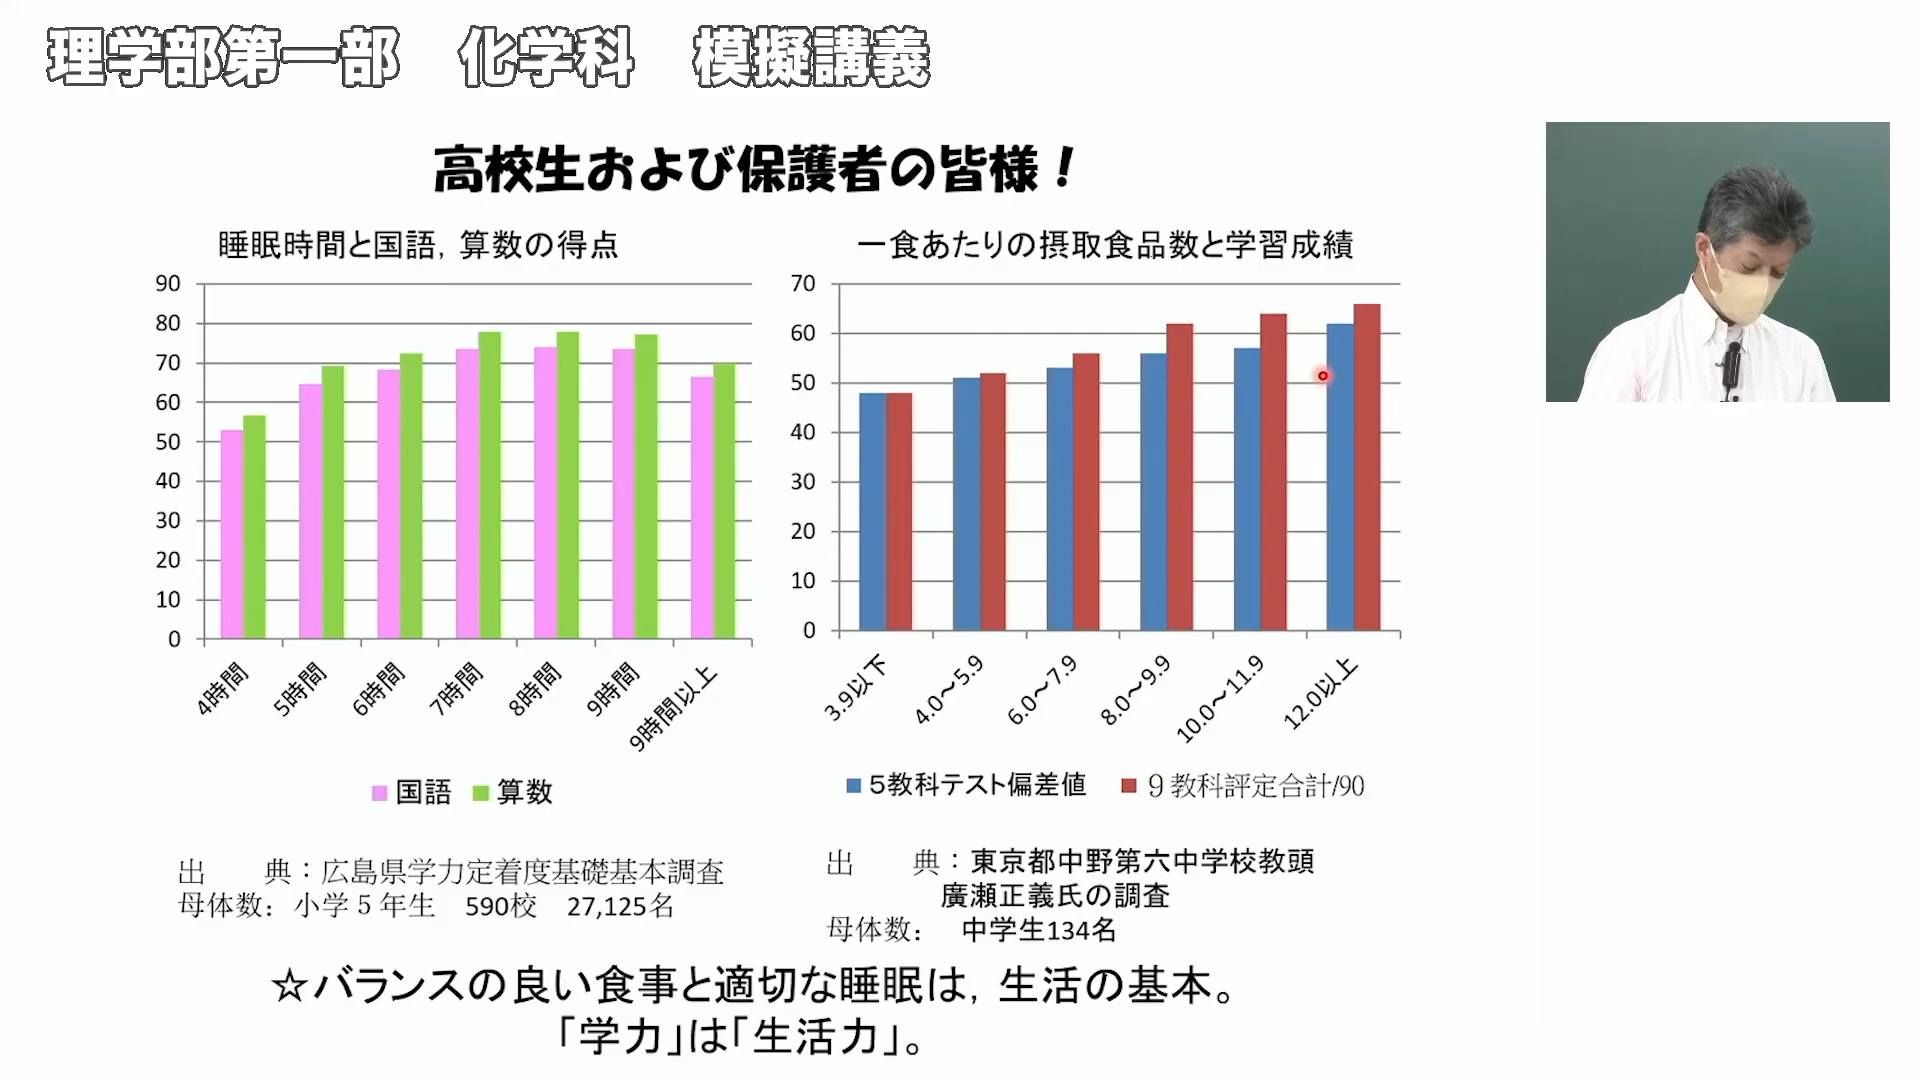 理学部第一部　化学科　模擬講義
高校生および保護者の皆様！
睡眠時間と国語，算数の得点
90
80
70
60
50
40
30
20
10
0
4時間
5時間
6時間
7時間
8時間
9時間
9時間以上
国語
算数
出　　典：広島県学力定着度基礎基本調査
母体数：小学５年生　590校　27,125名
一食あたりの摂取食品数と学習成績
70
60
50
40
30
20
10
0
3.9以下
4.0～5.9
6.0～7.9
8.0～9.9
10.0～11.9
12.0以上
５教科テスト偏差値
９教科評定合計/90
出　　典：東京都中野第六中学校教頭
廣瀬正義氏の調査
母体数：　中学生134名
☆バランスの良い食事と適切な睡眠は，生活の基本。
「学力」は「生活力」。